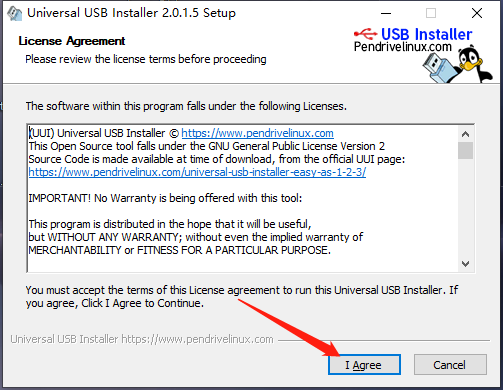 Universal USB Installer 2.0.1.5 Setup
License Agreement
Please review the license terms before proceeding
USB Installer
Pendrivelinux.com
The software within this program falls under the following Licenses.
(UUI) Universal USB Installer © https://www.pendrivelinux.com
This Open Source tool falls under the GNU General Public License Version 2
Source Code is made available at time of download, from the official UUI page:
https://www.pendrivelinux.com/universal-usb-installer-easy-as-1-2-3/
IMPORTANT! No Warranty is being offered with this tool:
This program is distributed in the hope that it will be useful,
but WITHOUT ANY WARRANTY; without even the implied warranty of
MERCHANTABILITY or FITNESS FOR A PARTICULAR PURPOSE.
You must accept the terms of this License agreement to run this Universal USB Installer. If
you agree, Click I Agree to Continue.
Universal USB Installer https://www.pendrivelinux.com
I Agree
Cancel